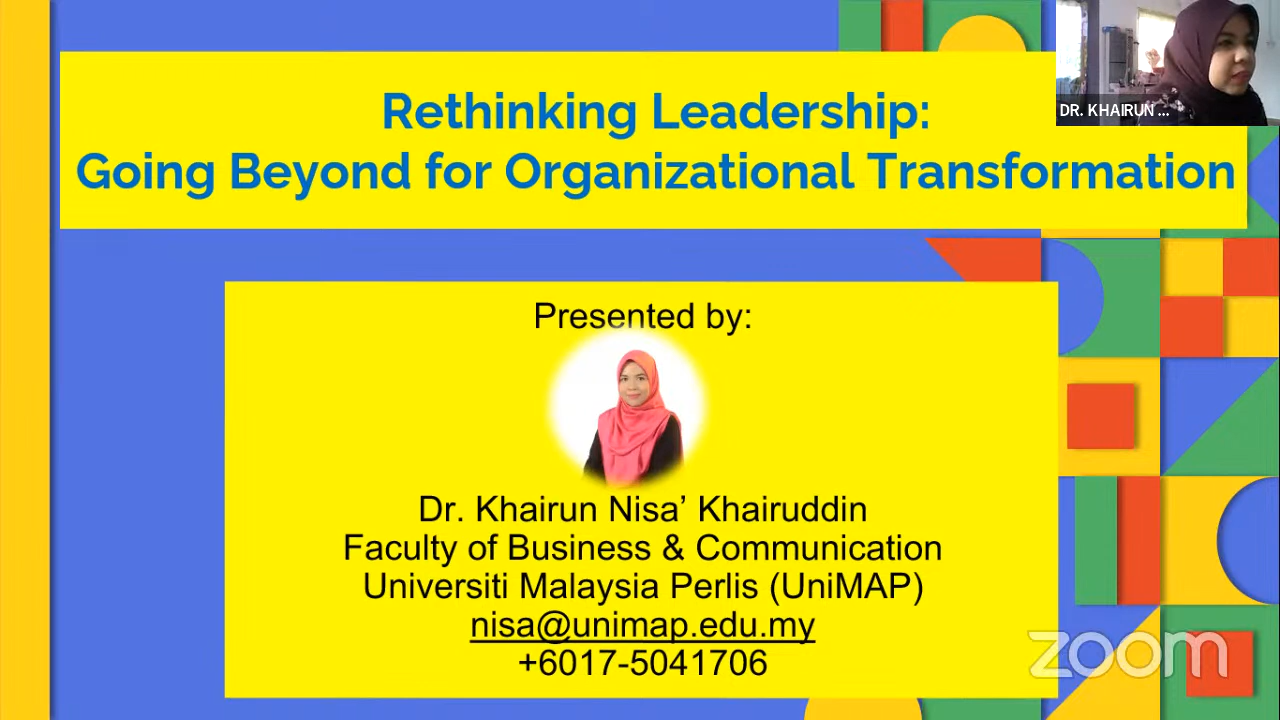 Rethinking Leadership:
Going Beyond for Organizational Transformation
DR. KHAIRUN ...
Presented by:
Dr. Khairun Nisa’ Khairuddin
Faculty of Business & Communication
Universiti Malaysia Perlis (UniMAP)
nisa@unimap.edu.my
+6017-5041706
zoom